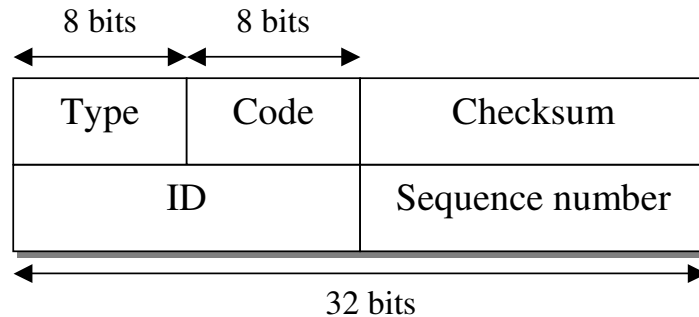 8 bits 8 bits
Type Code Checksum
ID Sequence number
32 bits